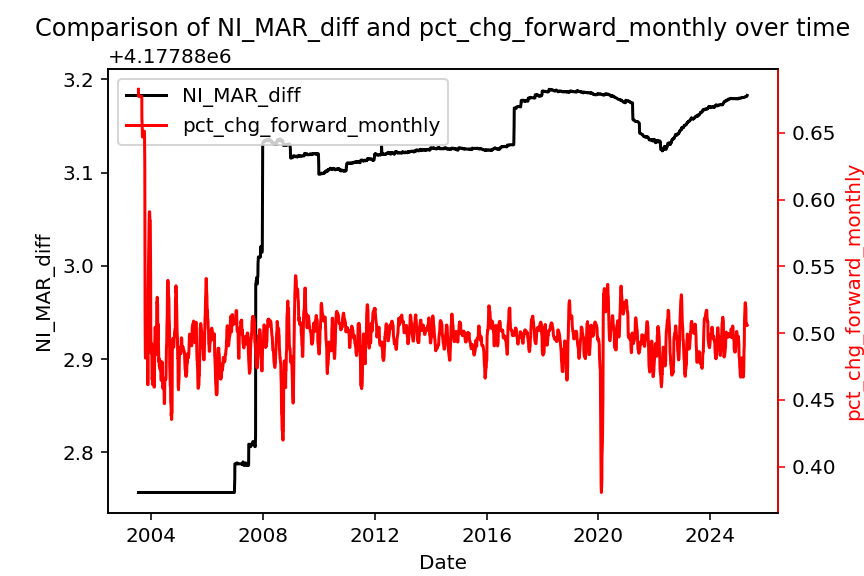 Comparison of NI_MAR_diff and pct_chg_forward_monthly over time
+4.17788e6
NI_MAR_diff
pct_chg_forward_monthly
3.2
3.1
3.0
2.9
2.8
NI_MAR_diff
0.65
0.60
0.55
0.50
0.45
0.40
pct_chg_forward_monthly
2004 2008 2012 2016 2020 2024
Date